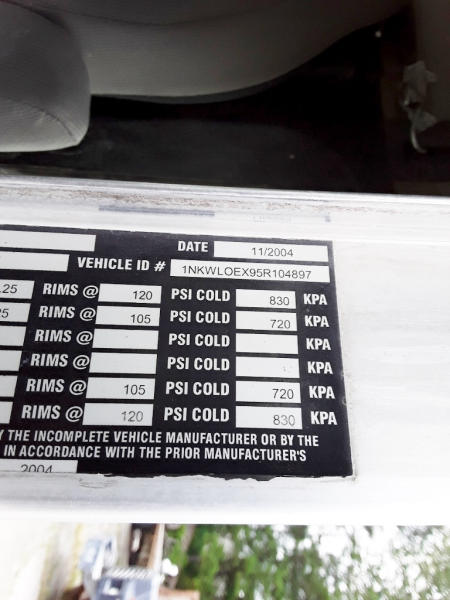 DATE 11/2004
VEHICLE ID # 1NKWLOEX95R104897
.25 RIMS @ 120 PSI COLD 830 KPA
25 RIMS @ 105 PSI COLD 720 KPA
RIMS @ PSI COLD KPA
RIMS @ PSI COLD KPA
RIMS @ 105 PSI COLD 720 KPA
RIMS @ 120 PSI COLD 830 KPA
Y THE INCOMPLETE VEHICLE MANUFACTURER OR BY THE
IN ACCORDANCE WITH THE PRIOR MANUFACTURER'S
2004